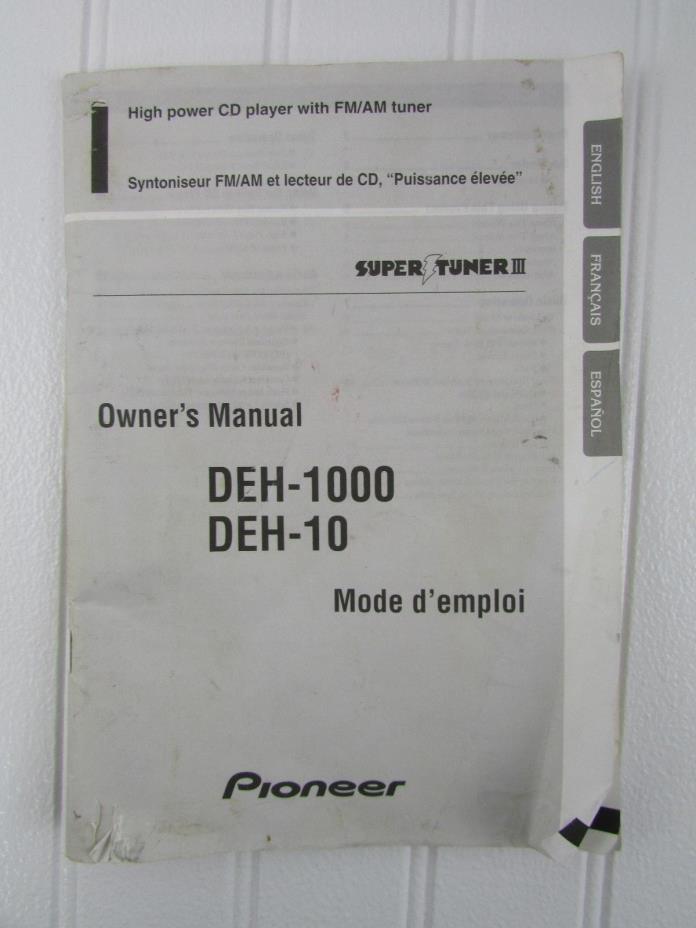 High power CD player with FM/AM tuner
Syntoniseur FM/AM et lecteur de CD, “Puissance élevée”
SUPER TUNER III
Owner's Manual
DEH-1000
DEH-10
Mode d'emploi
Pioneer
ENGLISH
FRANÇAIS
ESPAÑOL